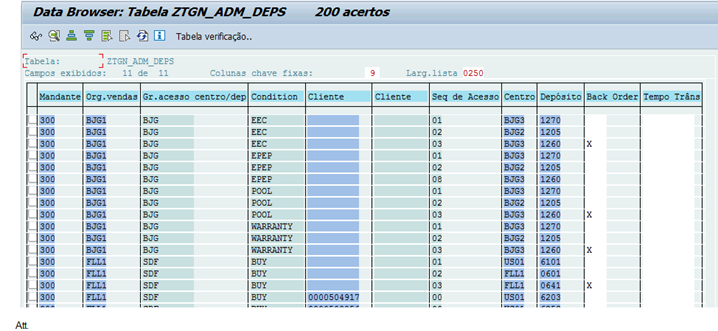 Data Browser: Tabela ZTGN_ADM_DEPS 200 acertos
Tabela verificação..
Tabela: ZTGN_ADM_DEPS
Campos exibidos: 11 de 11 Colunas chave fixas: 9 Larg.lista 0250
Mandante Org.vendas Gr.acesso centro/dep Condition Cliente Cliente Seq de Acesso Centro Depósito Back Order Tempo Trâns
300 BJG1 BJG EEC 01 BJG3 1270
300 BJG1 BJG EEC 02 BJG2 1205
300 BJG1 BJG EEC 03 BJG3 1260 X
300 BJG1 BJG EPEP 01 BJG3 1270
300 BJG1 BJG EPEP 02 BJG2 1205
300 BJG1 BJG EPEP 08 BJG3 1260
300 BJG1 BJG POOL 01 BJG3 1270
300 BJG1 BJG POOL 02 BJG2 1205
300 BJG1 BJG POOL 03 BJG3 1260 X
300 BJG1 BJG WARRANTY 01 BJG3 1270
300 BJG1 BJG WARRANTY 02 BJG2 1205
300 BJG1 BJG WARRANTY 03 BJG3 1260 X
300 FLL1 SDF BUY 01 US01 6101
300 FLL1 SDF BUY 02 FLL1 0601
300 FLL1 SDF BUY 03 FLL1 0641 X
300 FLL1 SDF BUY 0000504917 00 US01 6203
Att.